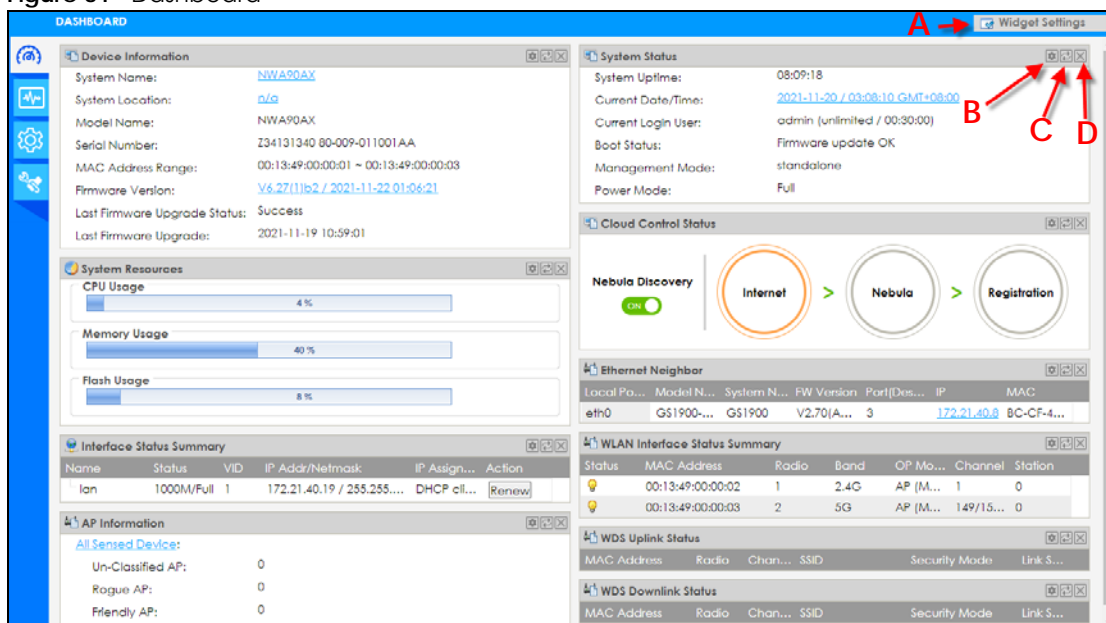 DASHBOARD
A
Widget Settings
Device Information
System Name: NWA90AX
System Location: n/a
Model Name: NWA90AX
Serial Number: Z34131340 80-009-011001AA
MAC Address Range: 00:13:49:00:00:01 ~ 00:13:49:00:00:03
Firmware Version: V6.27(1)b2 / 2021-11-22 01:06:21
Last Firmware Upgrade Status: Success
Last Firmware Upgrade: 2021-11-19 10:59:01
System Resources
CPU Usage
4 %
Memory Usage
40 %
Flash Usage
8 %
Interface Status Summary
Name Status VID IP Addr/Netmask IP Assign... Action
lan 1000M/Full 1 172.21.40.19 / 255.255.... DHCP cli... Renew
AP Information
All Sensed Device:
Un-Classified AP: 0
Rogue AP: 0
Friendly AP: 0
System Status
B
C
D
System Uptime: 08:09:18
Current Date/Time: 2021-11-20 / 03:08:10 GMT+08:00
Current Login User: admin (unlimited / 00:30:00)
Boot Status: Firmware update OK
Management Mode: standalone
Power Mode: Full
Cloud Control Status
Nebula Discovery
ON
Internet > Nebula > Registration
Ethernet Neighbor
Local Po... Model N... System N... FW Version Port(Des... IP MAC
eth0 GS1900-... GS1900 V2.70(A... 3 172.21.40.8 BC-CF-4...
WLAN Interface Status Summary
Status MAC Address Radio Band OP Mo... Channel Station
00:13:49:00:00:02 1 2.4G AP (M... 1 0
00:13:49:00:00:03 2 5G AP (M... 149/15... 0
WDS Uplink Status
MAC Address Radio Chan... SSID Security Mode Link S...
WDS Downlink Status
MAC Address Radio Chan... SSID Security Mode Link S...